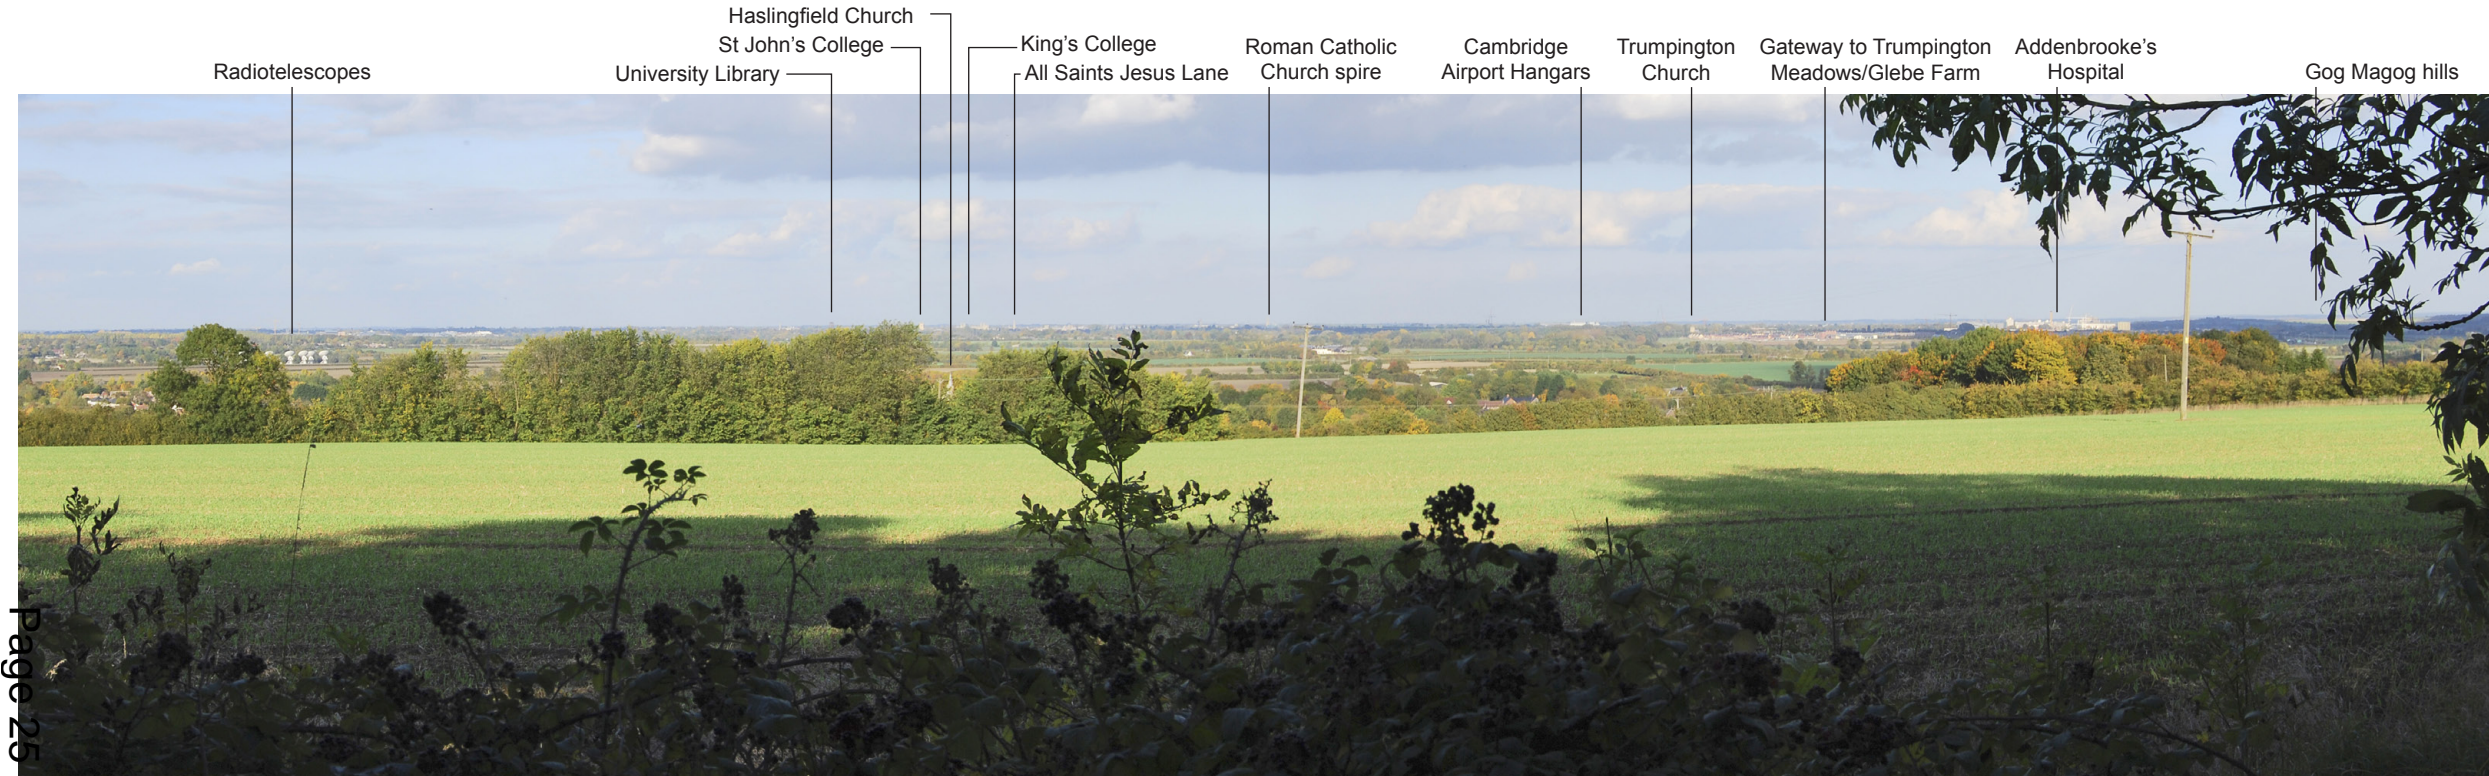 Haslingfield Church
St John’s College
King’s College
University Library
All Saints Jesus Lane
Radiotelescopes
Roman Catholic
Church spire
Cambridge
Airport Hangars
Trumpington
Church
Gateway to Trumpington
Meadows/Glebe Farm
Addenbrooke’s
Hospital
Gog Magog hills
Page 25